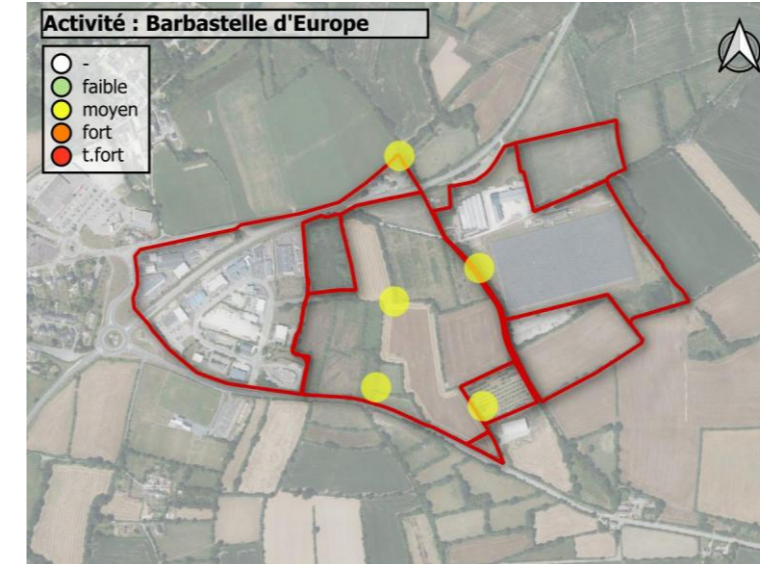 Activité : Barbastelle d'Europe
-
faible
moyen
fort
t.fort